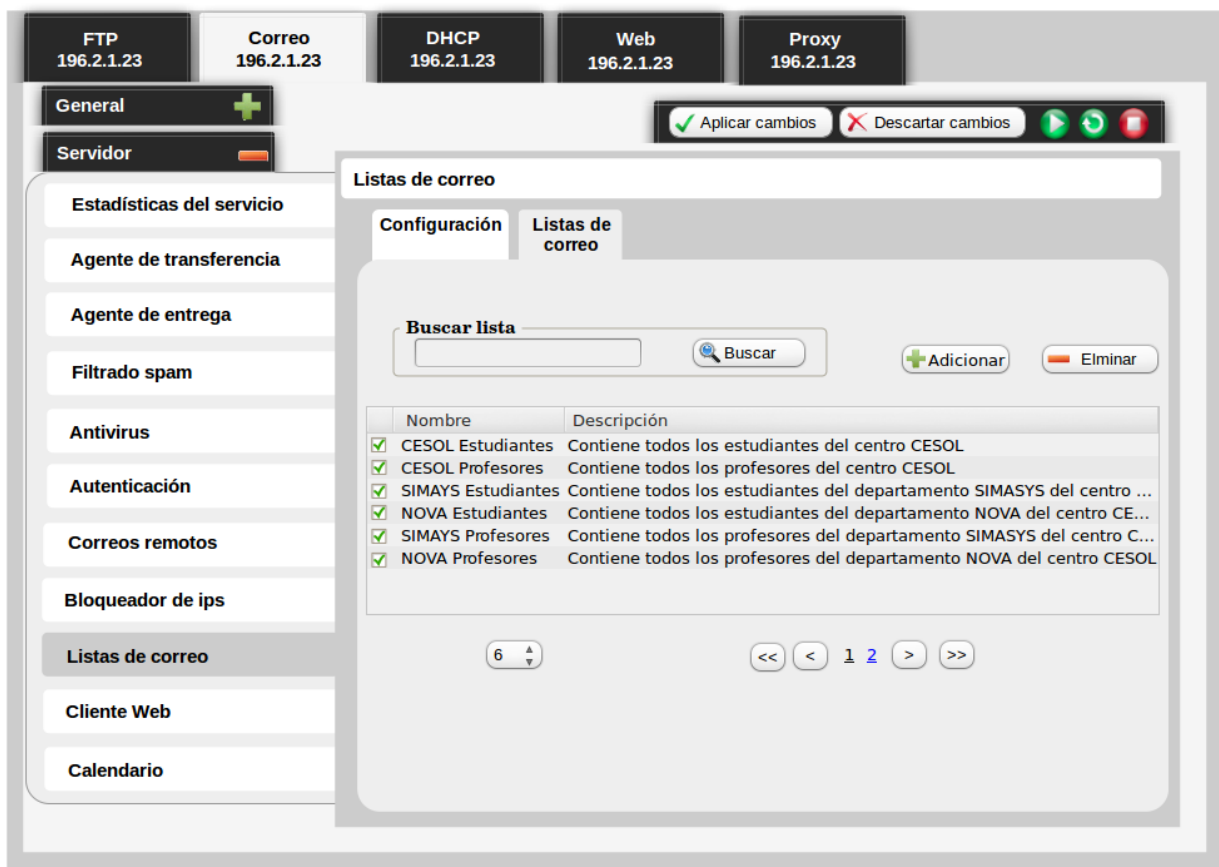 FTP
196.2.1.23
Correo
196.2.1.23
DHCP
196.2.1.23
Web
196.2.1.23
Proxy
196.2.1.23
General
Aplicar cambios
Descartar cambios
Servidor
Estadísticas del servicio
Agente de transferencia
Agente de entrega
Filtrado spam
Antivirus
Autenticación
Correos remotos
Bloqueador de ips
Listas de correo
Cliente Web
Calendario
Listas de correo
Configuración
Listas de
correo
Buscar lista
Buscar
Adicionar
Elminar
Nombre Descripción
CESOL Estudiantes Contiene todos los estudiantes del centro CESOL
CESOL Profesores Contiene todos los profesores del centro CESOL
SIMAYS Estudiantes Contiene todos los estudiantes del departamento SIMASYS del centro ...
NOVA Estudiantes Contiene todos los estudiantes del departamento NOVA del centro CE...
SIMAYS Profesores Contiene todos los profesores del departamento SIMASYS del centro C...
NOVA Profesores Contiene todos los profesores del departamento NOVA del centro CESOL
6
<< < 1 2 > >>